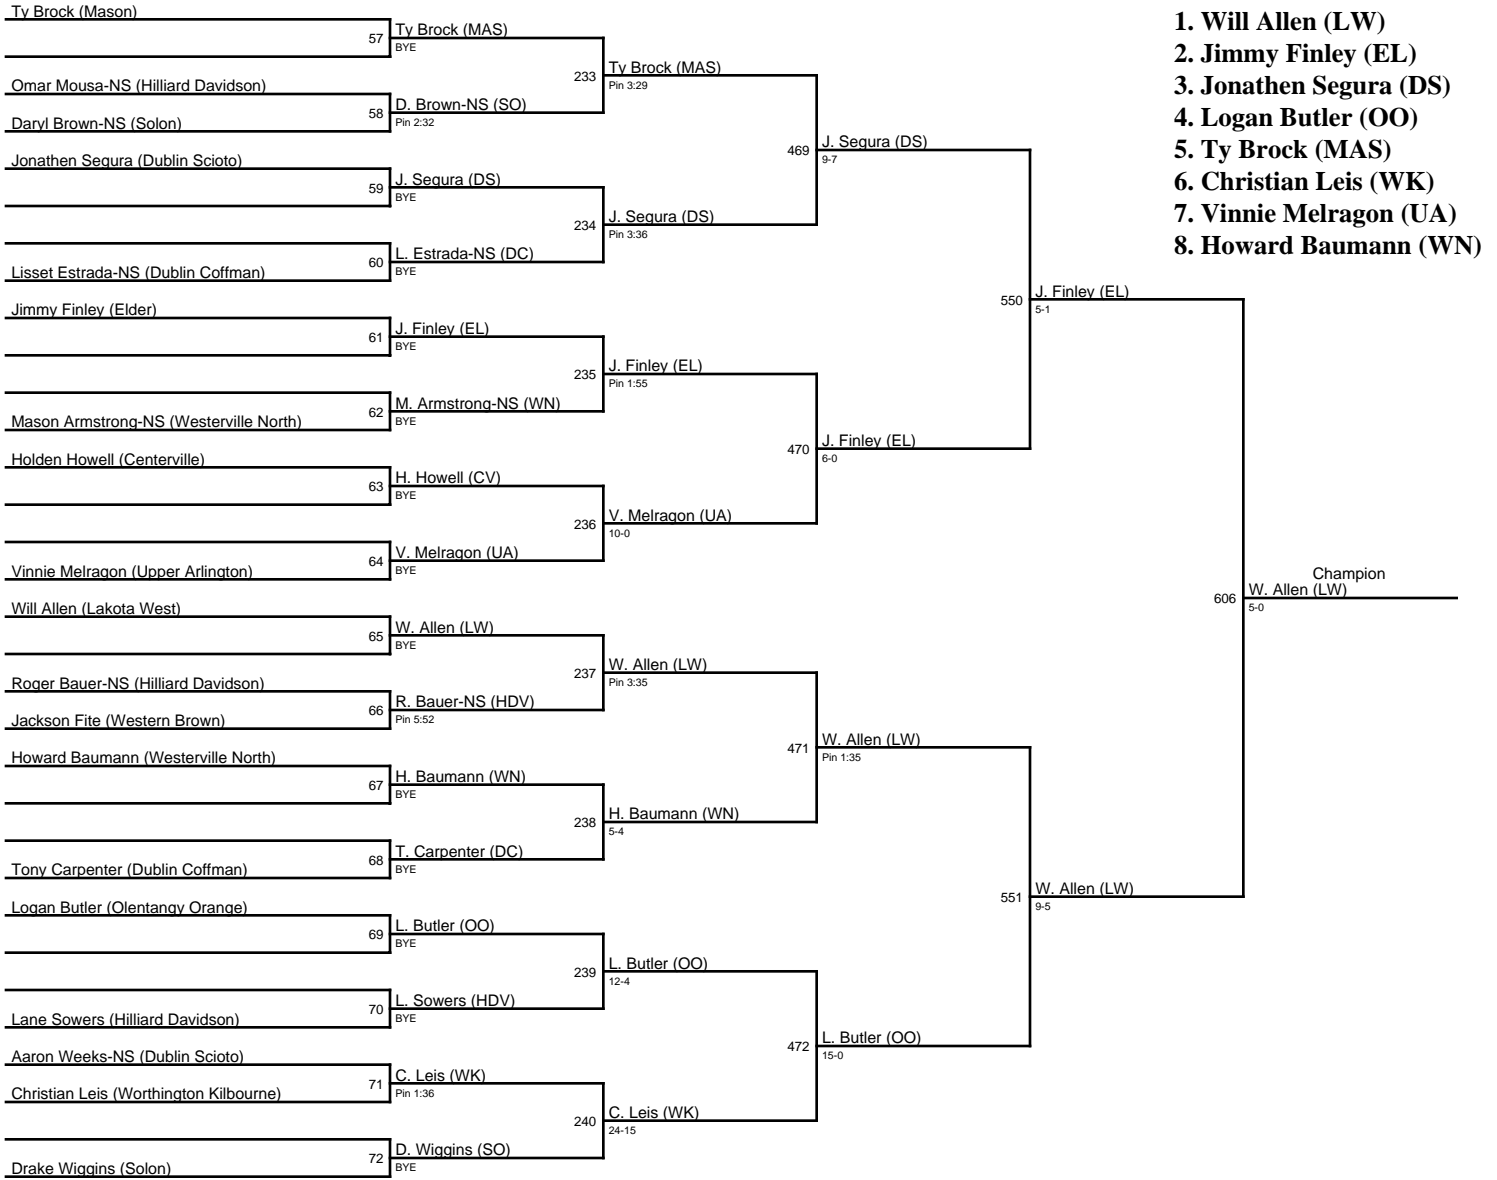 Ty Brock (Mason)
57
Ty Brock (MAS)
BYE
Omar Mousa-NS (Hilliard Davidson)
Daryl Brown-NS (Solon)
58
D. Brown-NS (SO)
Pin 2:32
233
Ty Brock (MAS)
Pin 3:29
Jonathen Segura (Dublin Scioto)
59
J. Segura (DS)
BYE
Lisset Estrada-NS (Dublin Coffman)
60
L. Estrada-NS (DC)
BYE
234
J. Segura (DS)
Pin 3:36
469
J. Segura (DS)
9-7
Jimmy Finley (Elder)
61
J. Finley (EL)
BYE
Mason Armstrong-NS (Westerville North)
62
M. Armstrong-NS (WN)
BYE
235
J. Finley (EL)
Pin 1:55
Holden Howell (Centerville)
63
H. Howell (CV)
BYE
Vinnie Melragon (Upper Arlington)
64
V. Melragon (UA)
BYE
236
V. Melragon (UA)
10-0
470
J. Finley (EL)
6-0
550
J. Finley (EL)
5-1
Will Allen (Lakota West)
65
W. Allen (LW)
BYE
Roger Bauer-NS (Hilliard Davidson)
Jackson Fite (Western Brown)
66
R. Bauer-NS (HDV)
Pin 5:52
237
W. Allen (LW)
Pin 3:35
Howard Baumann (Westerville North)
67
H. Baumann (WN)
BYE
Tony Carpenter (Dublin Coffman)
68
T. Carpenter (DC)
BYE
238
H. Baumann (WN)
5-4
471
W. Allen (LW)
Pin 1:35
Logan Butler (Olentangy Orange)
69
L. Butler (OO)
BYE
Lane Sowers (Hilliard Davidson)
70
L. Sowers (HDV)
BYE
239
L. Butler (OO)
12-4
Aaron Weeks-NS (Dublin Scioto)
Christian Leis (Worthington Kilbourne)
71
C. Leis (WK)
Pin 1:36
Drake Wiggins (Solon)
72
D. Wiggins (SO)
BYE
240
C. Leis (WK)
24-15
472
L. Butler (OO)
15-0
551
W. Allen (LW)
9-5
606
Champion
W. Allen (LW)
5-0
1. Will Allen (LW)
2. Jimmy Finley (EL)
3. Jonathen Segura (DS)
4. Logan Butler (OO)
5. Ty Brock (MAS)
6. Christian Leis (WK)
7. Vinnie Melragon (UA)
8. Howard Baumann (WN)